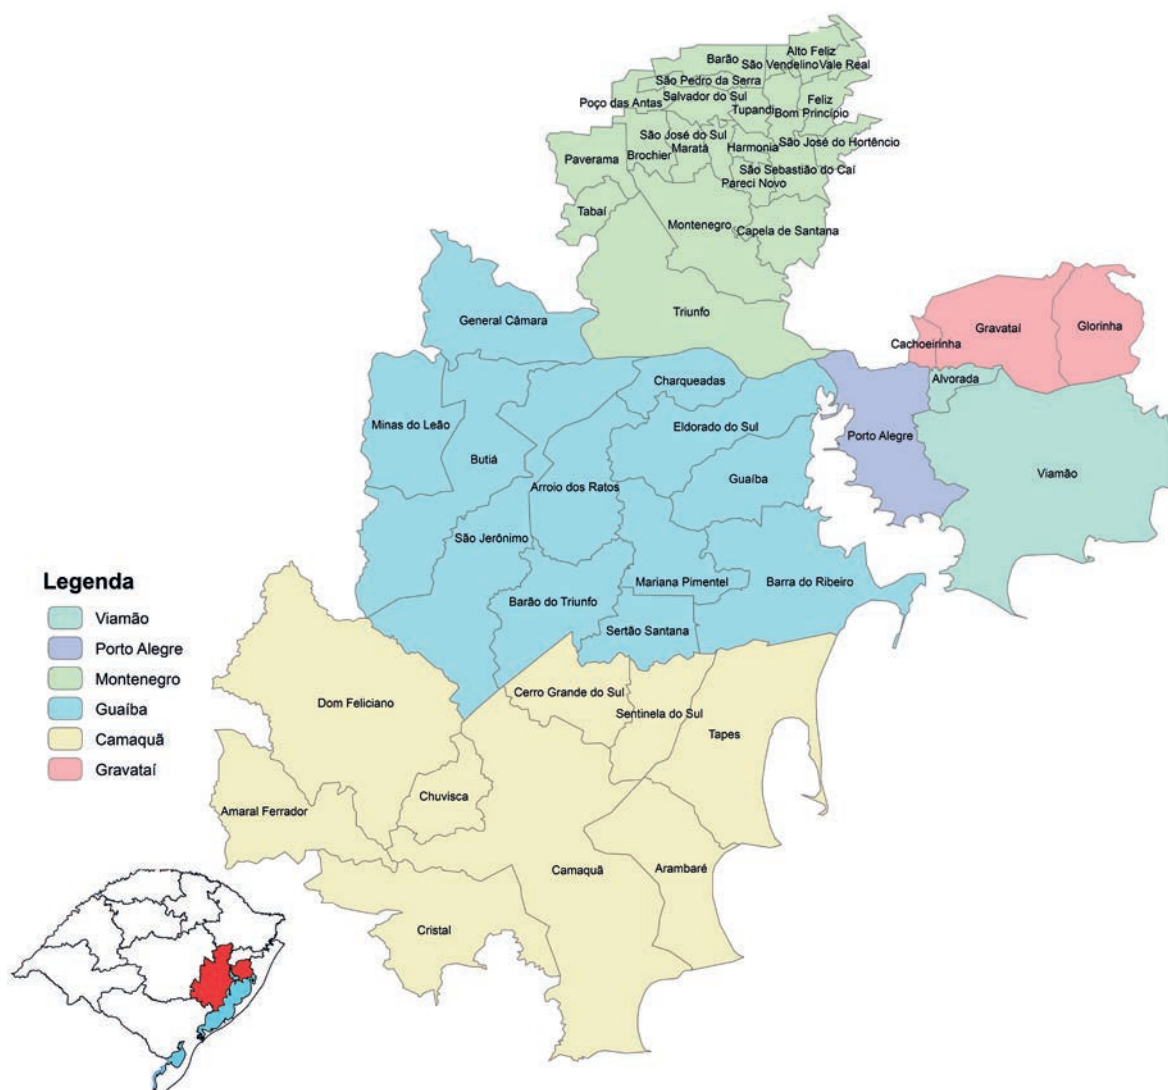 Alto Feliz
Barão
São Vendelino
Vale Real
São Pedro da Serra
Salvador do Sul
Feliz
Poço das Antas
Tupandi
Bom Princípio
São José do Sul
São José do Hortêncio
Maratá
Harmonia
Brochier
Paverama
São Sebastião do Caí
Pareci Novo
Tabaí
Montenegro
Capela de Santana
Triunfo
General Câmara
Gravataí
Glorinha
Cachoeirinha
Alvorada
Charqueadas
Minas do Leão
Eldorado do Sul
Porto Alegre
Butiá
Guaíba
Viamão
Arroio dos Ratos
São Jerônimo
Mariana Pimentel
Barra do Ribeiro
Barão do Triunfo
Sertão Santana
Legenda
Viamão
Porto Alegre
Montenegro
Guaíba
Camaquã
Gravataí
Cerro Grande do Sul
Dom Feliciano
Sentinela do Sul
Tapes
Chuvisca
Amaral Ferrador
Camaquã
Arambaré
Cristal